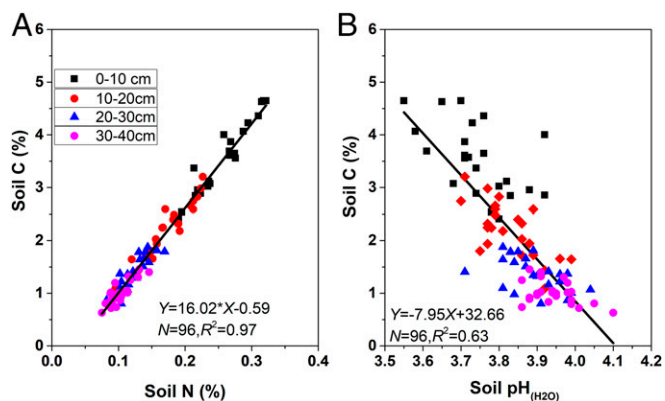 A
B
6
5
4
3
2
1
0
Soil C (%)
0-10 cm
10-20cm
20-30cm
30-40cm
Y=16.02*X-0.59
N=96,R²=0.97
0.0 0.1 0.2 0.3 0.4
Soil N (%)
6
5
4
3
2
1
0
Soil C (%)
Y=-7.95X+32.66
N=96,R²=0.63
3.5 3.6 3.7 3.8 3.9 4.0 4.1 4.2
Soil pH(H2O)